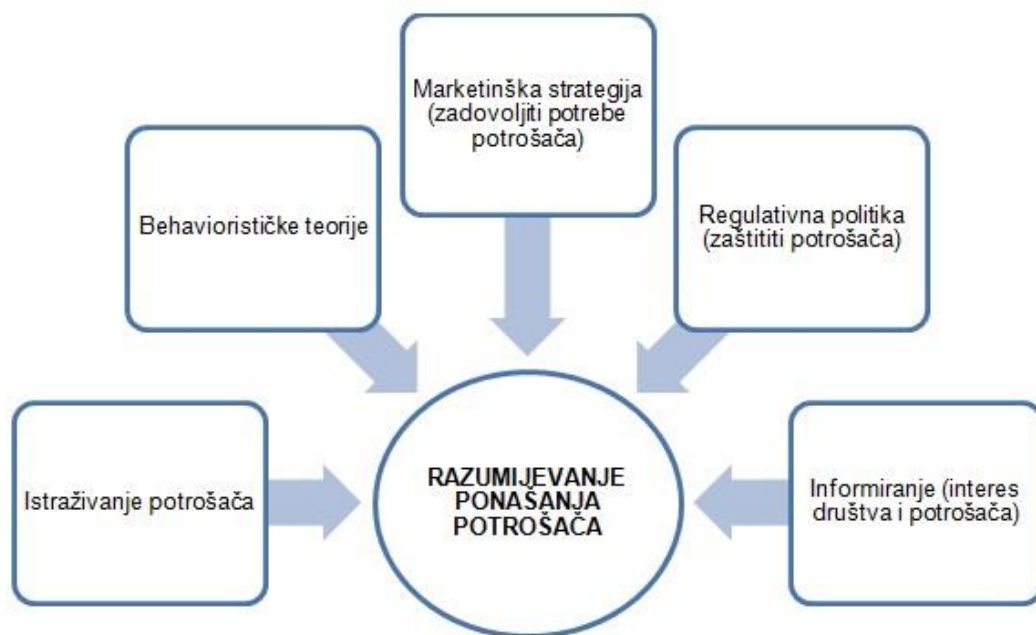 Marketinška strategija
(zadovoljiti potrebe
potrošača)
Behaviorističke teorije
Regulativna politika
(zaštititi potrošača)
Istraživanje potrošača
RAZUMIJEVANJE
PONAŠANJA
POTROŠAČA
Informiranje (interes
društva i potrošača)